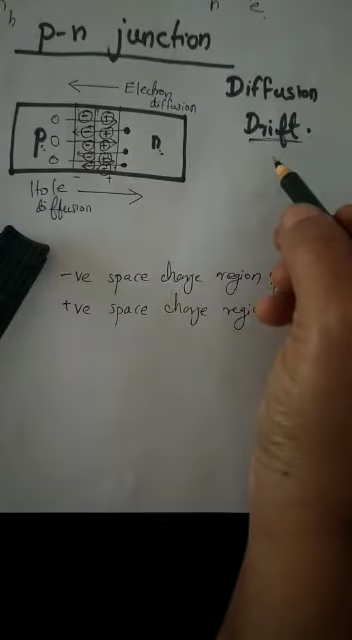 h n e
p-n junction
Electron
diffusion
Diffusion
Drift.
p. n.
- +
Hole
diffusion
-ve space charge region :
+ve space charge